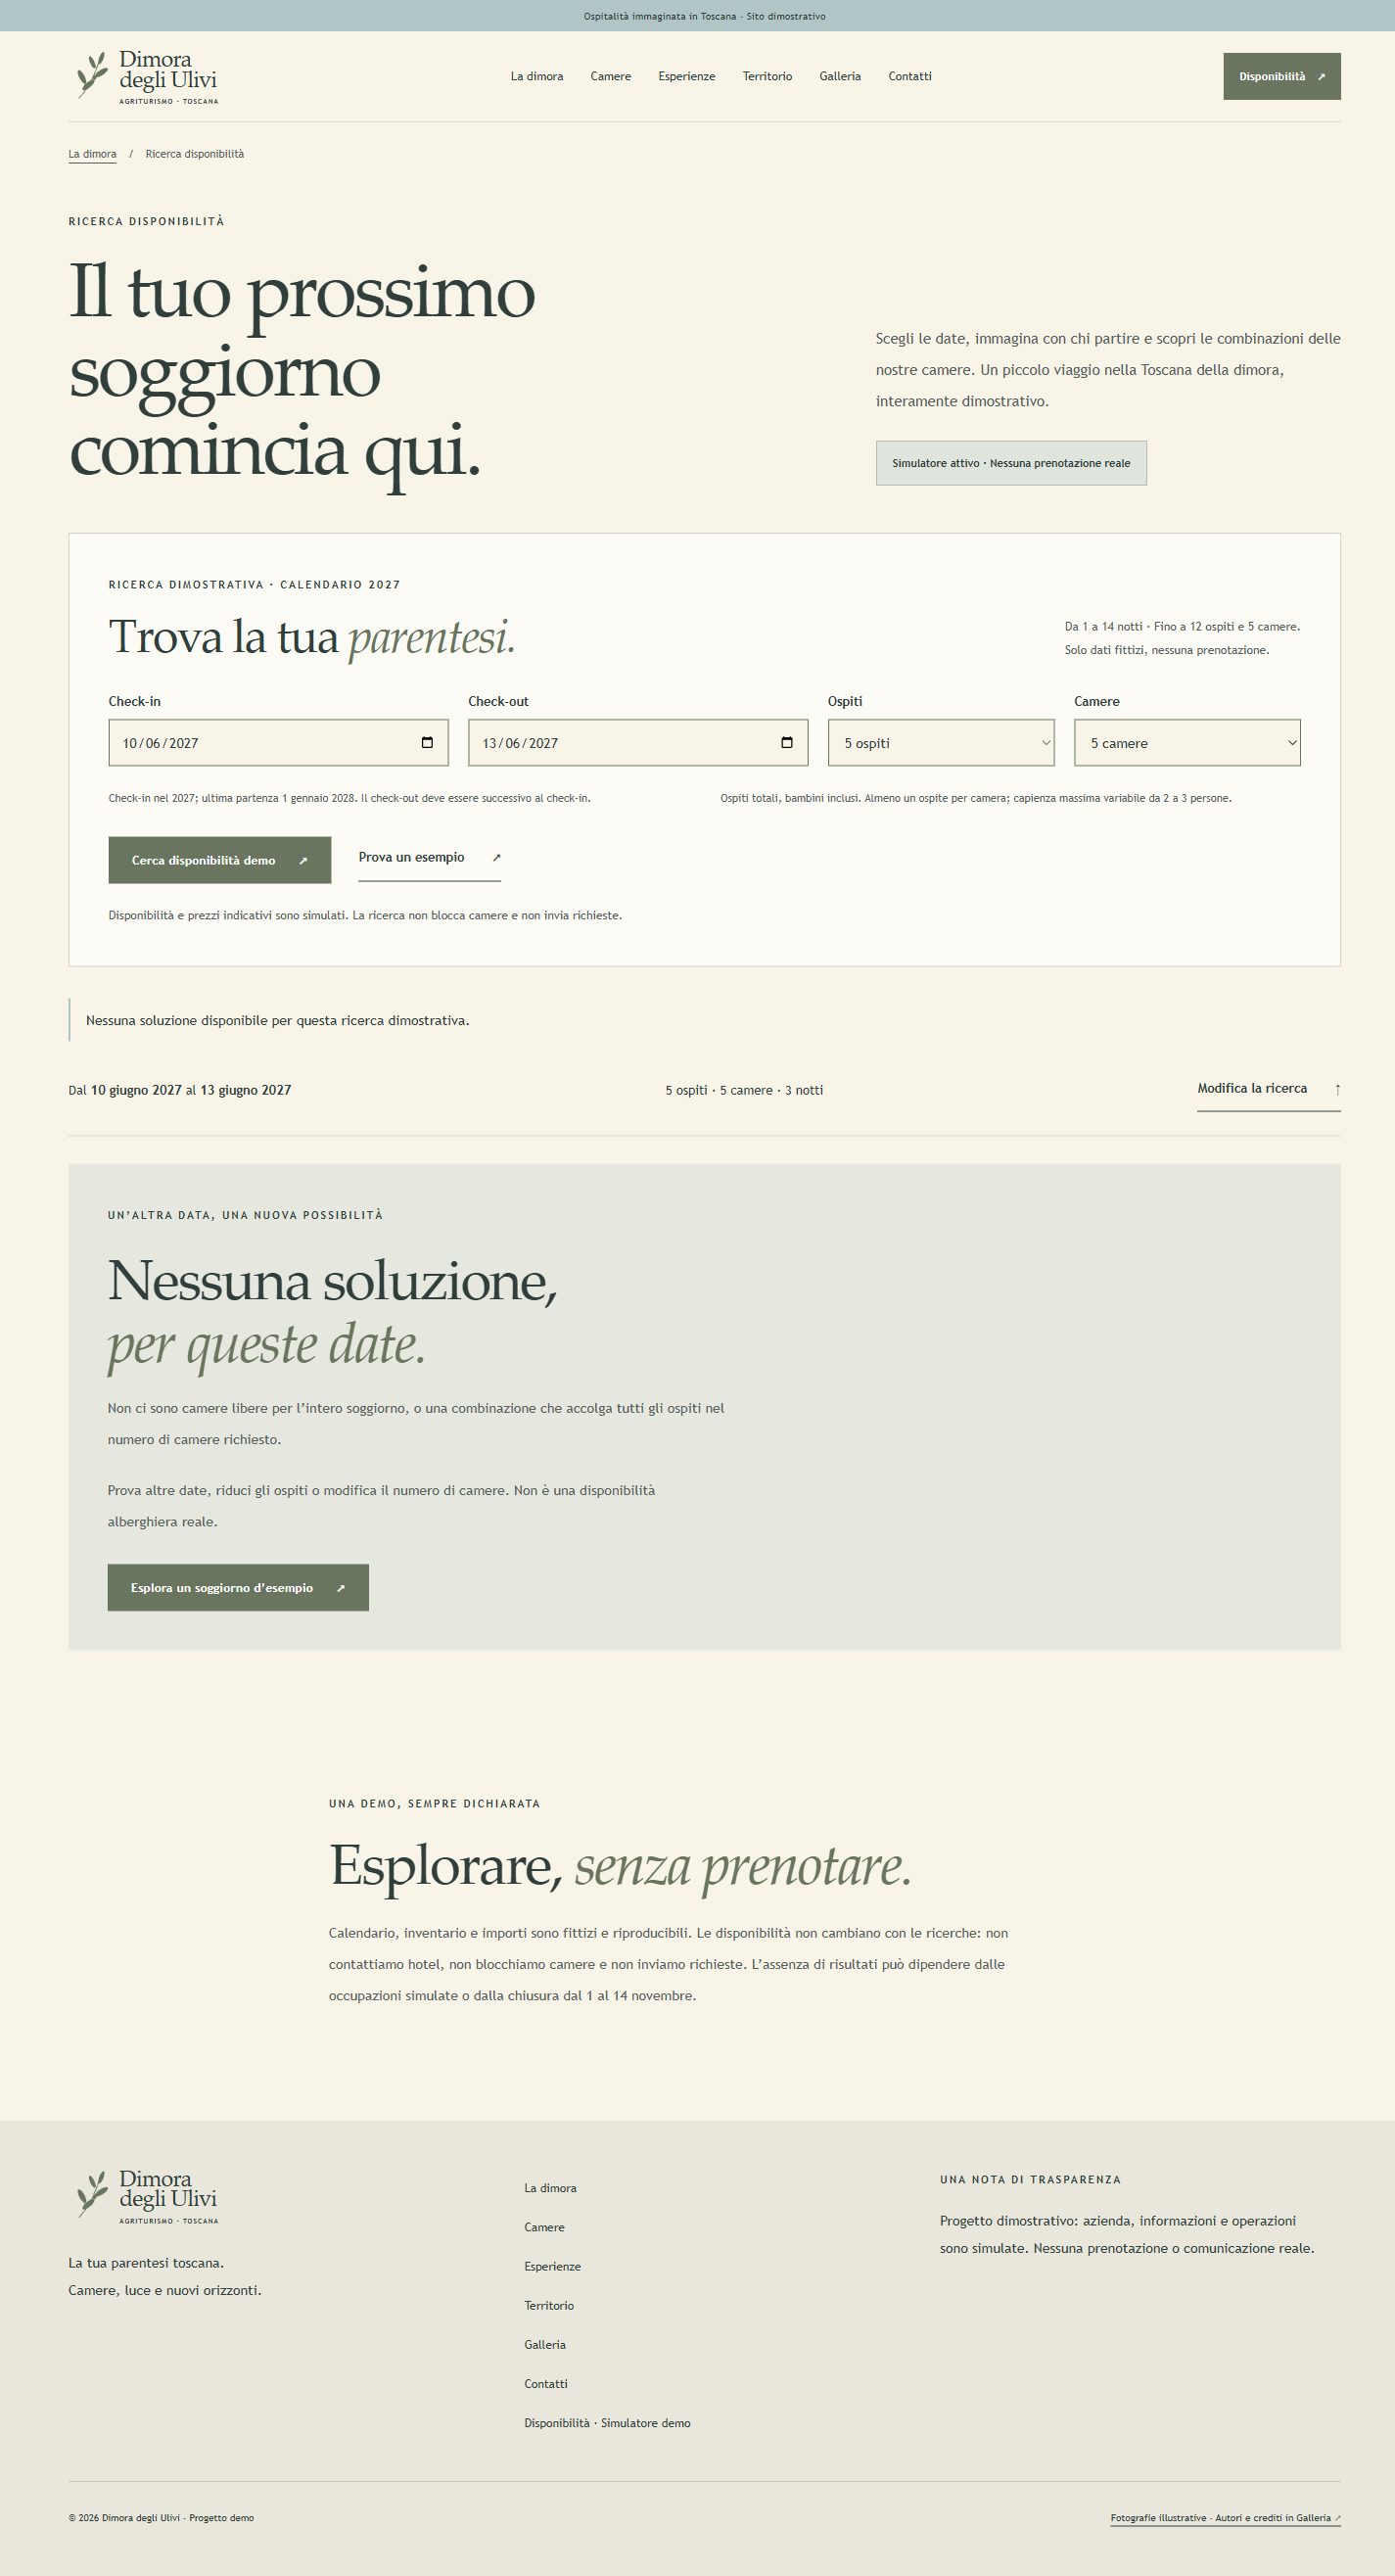 Ospitalità immaginata in Toscana · Sito dimostrativo
Dimora
degli Ulivi
AGRITURISMO · TOSCANA
La dimora
Camere
Esperienze
Territorio
Galleria
Contatti
Disponibilità ↗
La dimora / Ricerca disponibilità
RICERCA DISPONIBILITÀ
Il tuo prossimo
soggiorno
comincia qui.
Scegli le date, immagina con chi partire e scopri le combinazioni delle
nostre camere. Un piccolo viaggio nella Toscana della dimora,
interamente dimostrativo.
Simulatore attivo · Nessuna prenotazione reale
RICERCA DIMOSTRATIVA · CALENDARIO 2027
Trova la tua parentesi.
Da 1 a 14 notti · Fino a 12 ospiti e 5 camere.
Solo dati fittizi, nessuna prenotazione.
Check-in
Check-out
Ospiti
Camere
10/06/2027
13/06/2027
5 ospiti
5 camere
Check-in nel 2027; ultima partenza 1 gennaio 2028. Il check-out deve essere successivo al check-in.
Ospiti totali, bambini inclusi. Almeno un ospite per camera; capienza massima variabile da 2 a 3 persone.
Cerca disponibilità demo ↗
Prova un esempio ↗
Disponibilità e prezzi indicativi sono simulati. La ricerca non blocca camere e non invia richieste.
Nessuna soluzione disponibile per questa ricerca dimostrativa.
Dal 10 giugno 2027 al 13 giugno 2027
5 ospiti · 5 camere · 3 notti
Modifica la ricerca ↑
UN’ALTRA DATA, UNA NUOVA POSSIBILITÀ
Nessuna soluzione,
per queste date.
Non ci sono camere libere per l’intero soggiorno, o una combinazione che accolga tutti gli ospiti nel
numero di camere richiesto.
Prova altre date, riduci gli ospiti o modifica il numero di camere. Non è una disponibilità
alberghiera reale.
Esplora un soggiorno d’esempio ↗
UNA DEMO, SEMPRE DICHIARATA
Esplorare, senza prenotare.
Calendario, inventario e importi sono fittizi e riproducibili. Le disponibilità non cambiano con le ricerche: non
contattiamo hotel, non blocchiamo camere e non inviamo richieste. L’assenza di risultati può dipendere dalle
occupazioni simulate o dalla chiusura dal 1 al 14 novembre.
Dimora
degli Ulivi
AGRITURISMO · TOSCANA
La tua parentesi toscana.
Camere, luce e nuovi orizzonti.
La dimora
Camere
Esperienze
Territorio
Galleria
Contatti
Disponibilità · Simulatore demo
UNA NOTA DI TRASPARENZA
Progetto dimostrativo: azienda, informazioni e operazioni
sono simulate. Nessuna prenotazione o comunicazione reale.
© 2026 Dimora degli Ulivi · Progetto demo
Fotografie illustrative · Autori e crediti in Galleria ↗